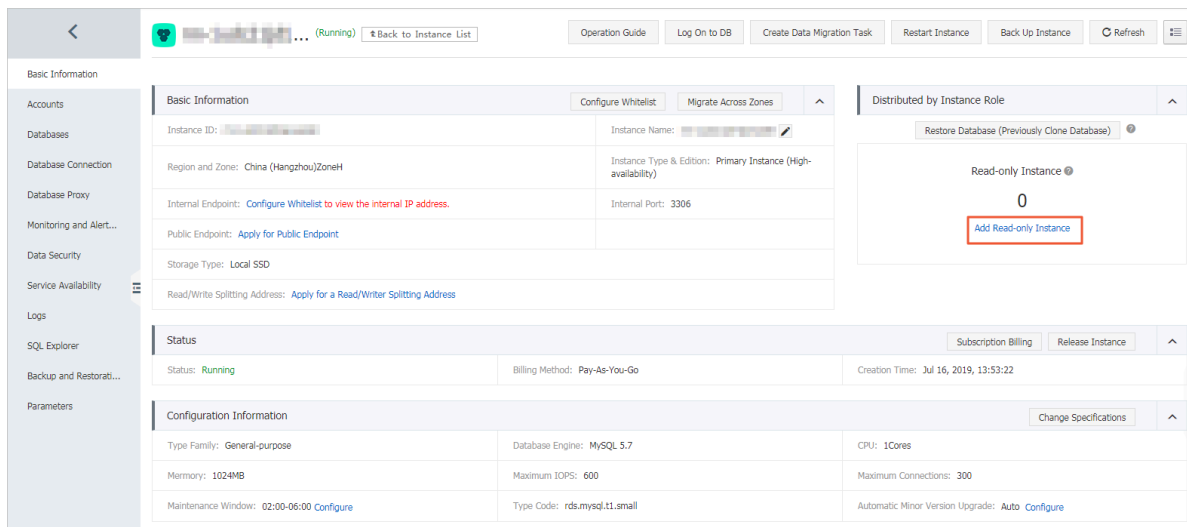 ... (Running) Back to Instance List Operation Guide Log On to DB Create Data Migration Task Restart Instance Back Up Instance Refresh
Basic Information
Accounts
Databases
Database Connection
Database Proxy
Monitoring and Alert...
Data Security
Service Availability
Logs
SQL Explorer
Backup and Restorati...
Parameters
Basic Information Configure Whitelist Migrate Across Zones
Instance ID: Instance Name:
Region and Zone: China (Hangzhou)ZoneH Instance Type & Edition: Primary Instance (High-
availability)
Internal Endpoint: Configure Whitelist to view the internal IP address. Internal Port: 3306
Public Endpoint: Apply for Public Endpoint
Storage Type: Local SSD
Read/Write Splitting Address: Apply for a Read/Writer Splitting Address
Distributed by Instance Role
Restore Database (Previously Clone Database)
Read-only Instance
0
Add Read-only Instance
Status Subscription Billing Release Instance
Status: Running Billing Method: Pay-As-You-Go Creation Time: Jul 16, 2019, 13:53:22
Configuration Information Change Specifications
Type Family: General-purpose Database Engine: MySQL 5.7 CPU: 1Cores
Mermory: 1024MB Maximum IOPS: 600 Maximum Connections: 300
Maintenance Window: 02:00-06:00 Configure Type Code: rds.mysql.t1.small Automatic Minor Version Upgrade: Auto Configure